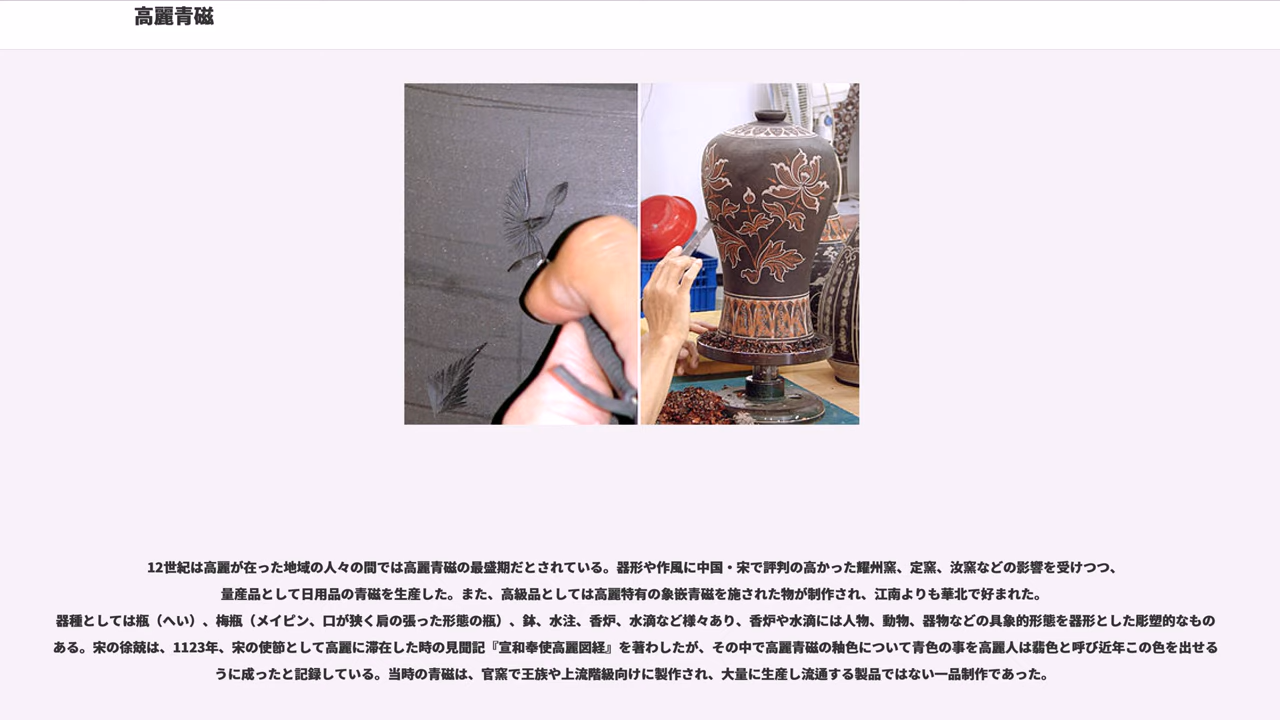 高麗青磁
12世紀は高麗が在った地域の人々の間では高麗青磁の最盛期だとされている。器形や作風に中国・宋で評判の高かった耀州窯、定窯、汝窯などの影響を受けつつ、
量産品として日用品の青磁を生産した。また、高級品としては高麗特有の象嵌青磁を施された物が制作され、江南よりも華北で好まれた。
器種としては瓶（へい）、梅瓶（メイピン、口が狭く肩の張った形態の瓶）、鉢、水注、香炉、水滴など様々あり、香炉や水滴には人物、動物、器物などの具象的形態を器形とした彫塑的なもの
ある。宋の徐兢は、1123年、宋の使節として高麗に滞在した時の見聞記『宣和奉使高麗図経』を著わしたが、その中で高麗青磁の釉色について青色の事を高麗人は翡色と呼び近年この色を出せる
うに成ったと記録している。当時の青磁は、官窯で王族や上流階級向けに製作され、大量に生産し流通する製品ではない一品制作であった。